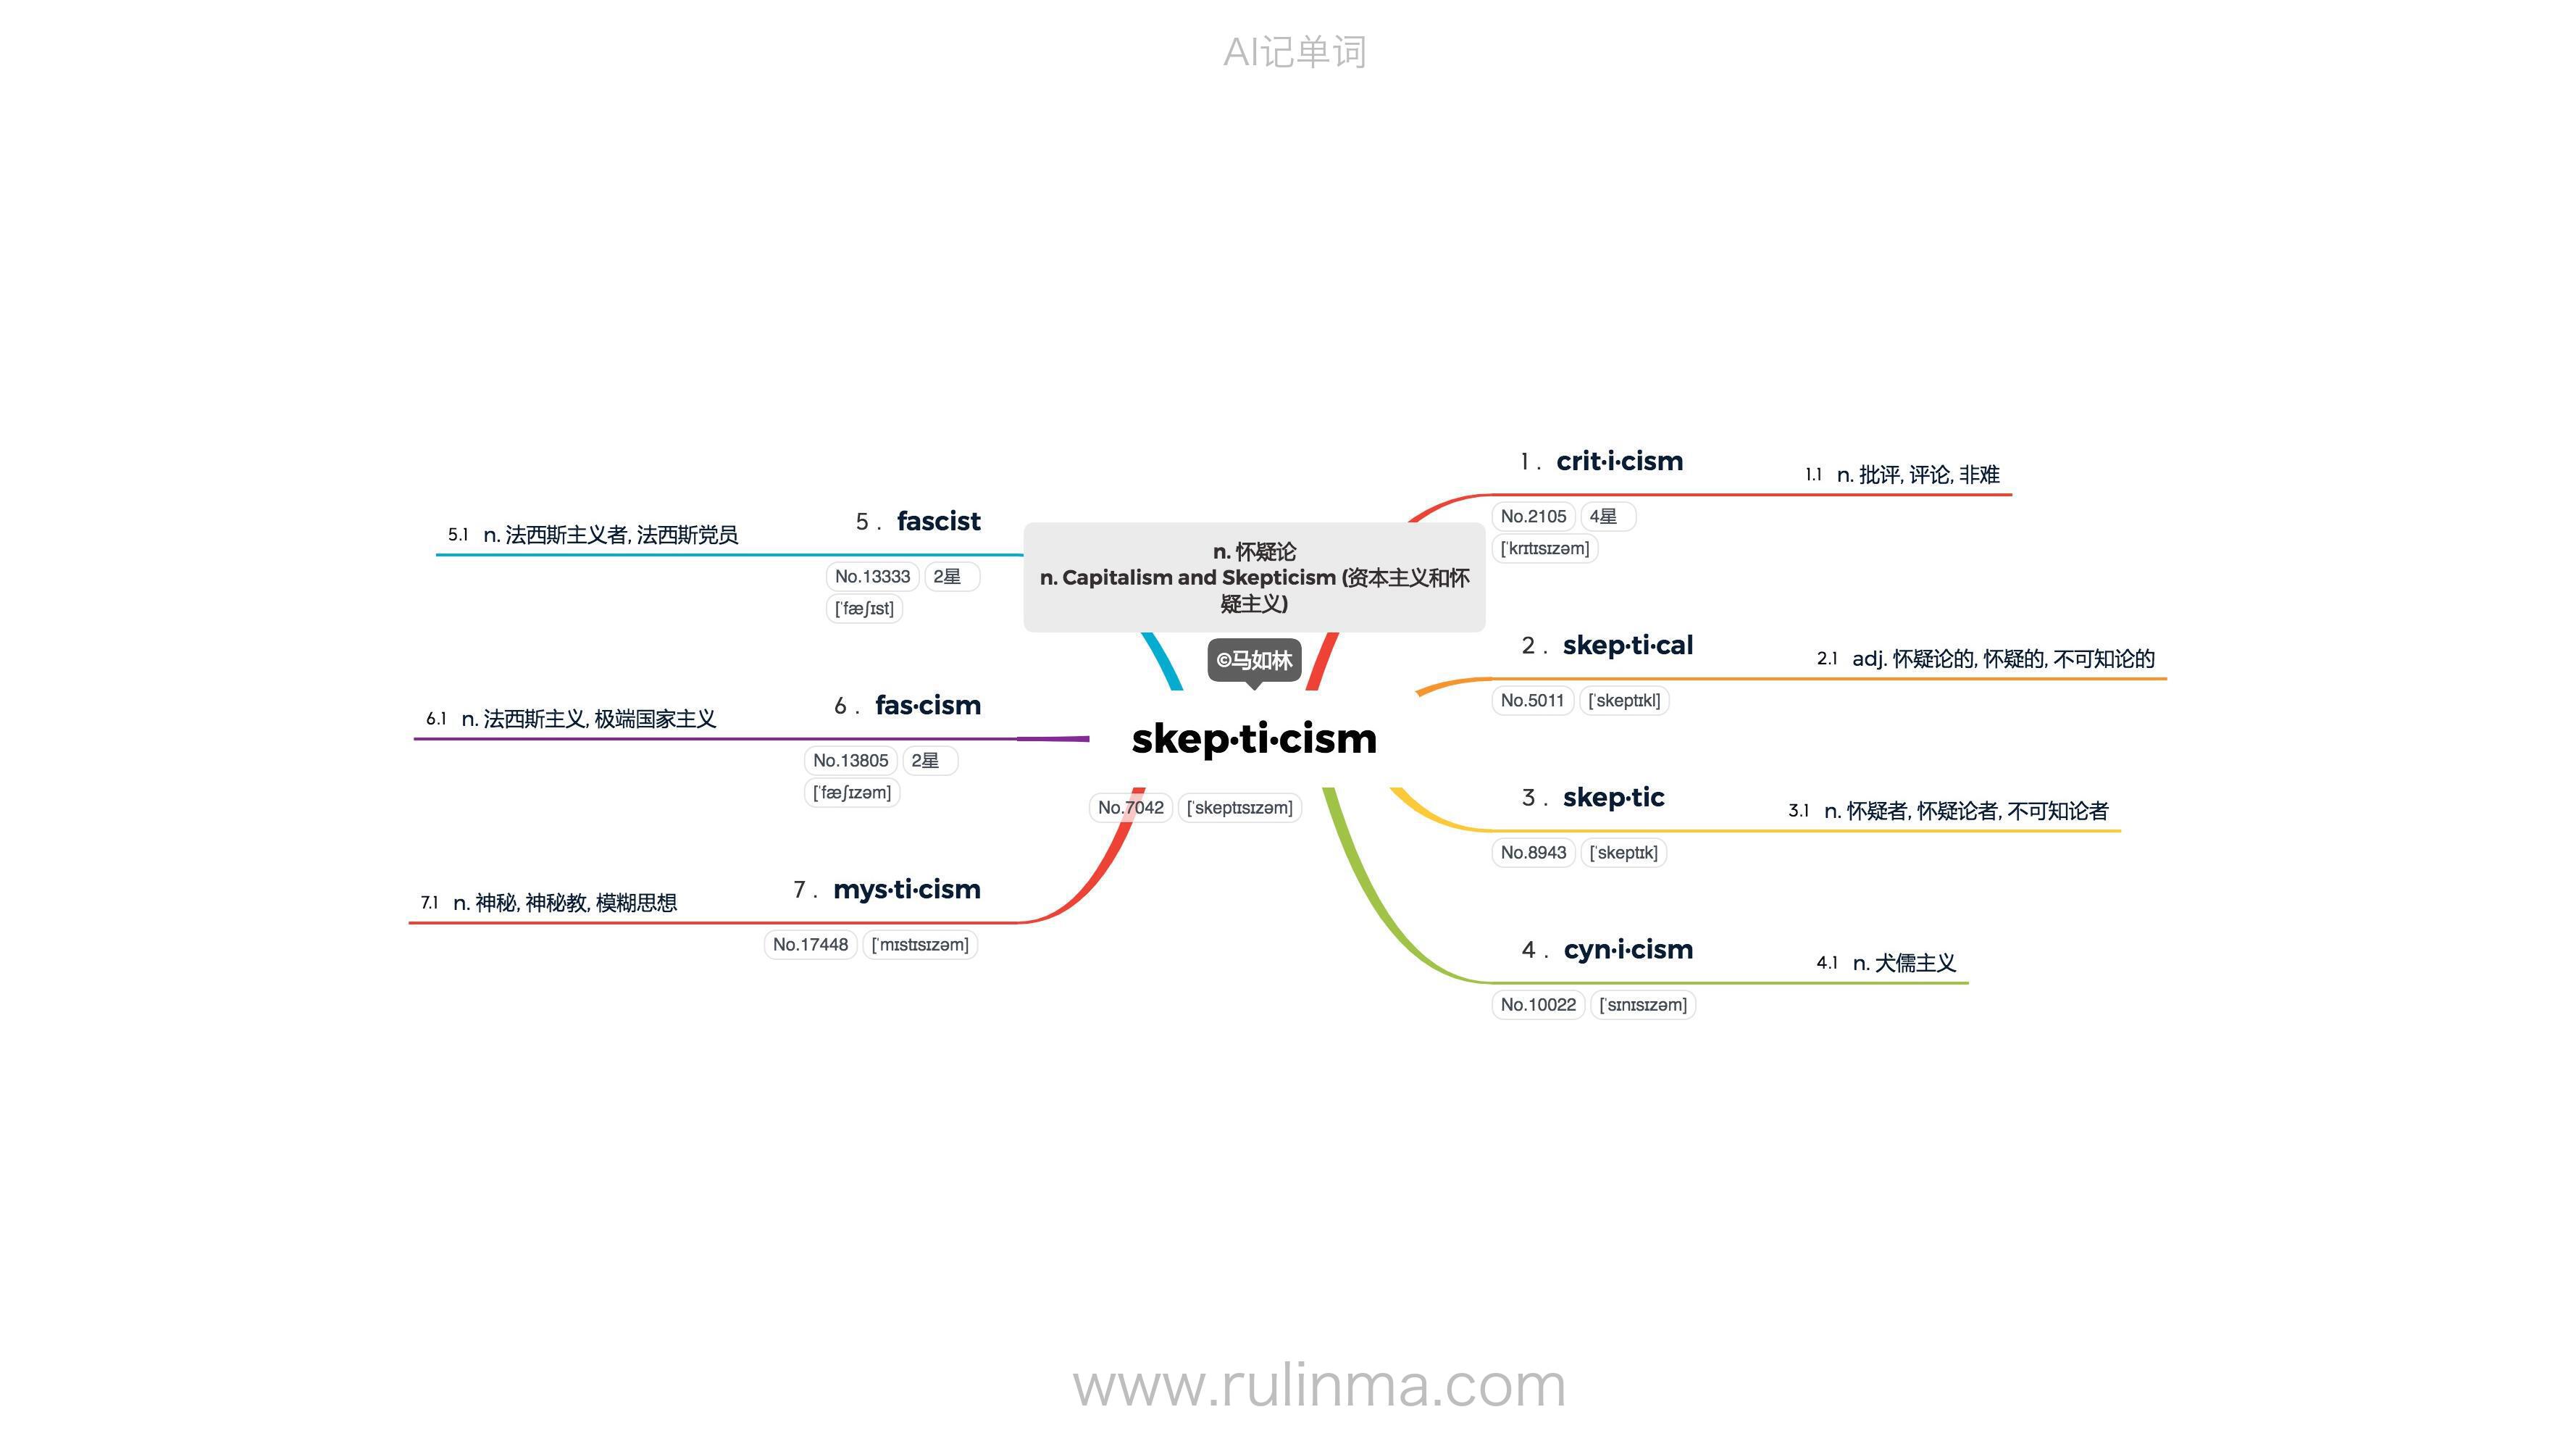 AI记单词
n. 怀疑论
n. Capitalism and Skepticism (资本主义和怀
疑主义)
©马如林
skep·ti·cism
No.7042 [ˈskeptɪsɪzəm]
1 . crit·i·cism
1.1 n. 批评, 评论, 非难
No.2105 4星
[ˈkrɪtɪsɪzəm]
2 . skep·ti·cal
2.1 adj. 怀疑论的, 怀疑的, 不可知论的
No.5011 [ˈskeptɪkl]
3 . skep·tic
3.1 n. 怀疑者, 怀疑论者, 不可知论者
No.8943 [ˈskeptɪk]
4 . cyn·i·cism
4.1 n. 犬儒主义
No.10022 [ˈsɪnɪsɪzəm]
5 . fascist
5.1 n. 法西斯主义者, 法西斯党员
No.13333 2星
[ˈfæʃɪst]
6 . fas·cism
6.1 n. 法西斯主义, 极端国家主义
No.13805 2星
[ˈfæʃɪzəm]
7 . mys·ti·cism
7.1 n. 神秘, 神秘教, 模糊思想
No.17448 [ˈmɪstɪsɪzəm]
www.rulinma.com